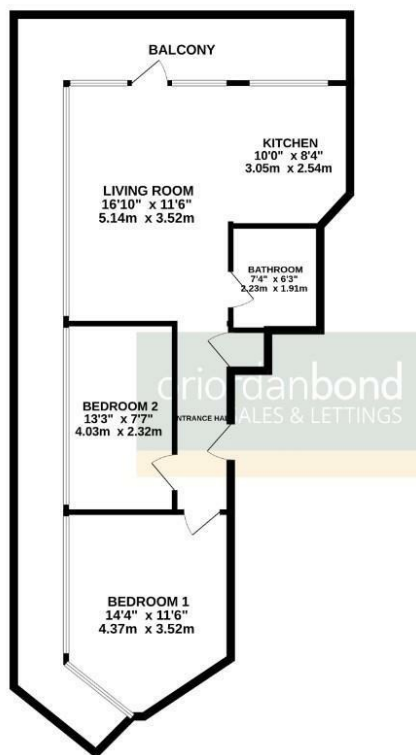 BALCONY
KITCHEN
10'0" x 8'4"
3.05m x 2.54m
LIVING ROOM
16'10" x 11'6"
5.14m x 3.52m
BATHROOM
7'4" x 6'3"
2.23m x 1.91m
oriordanbond
SALES & LETTINGS
BEDROOM 2
13'3" x 7'7"
4.03m x 2.32m
ENTRANCE HALL
BEDROOM 1
14'4" x 11'6"
4.37m x 3.52m